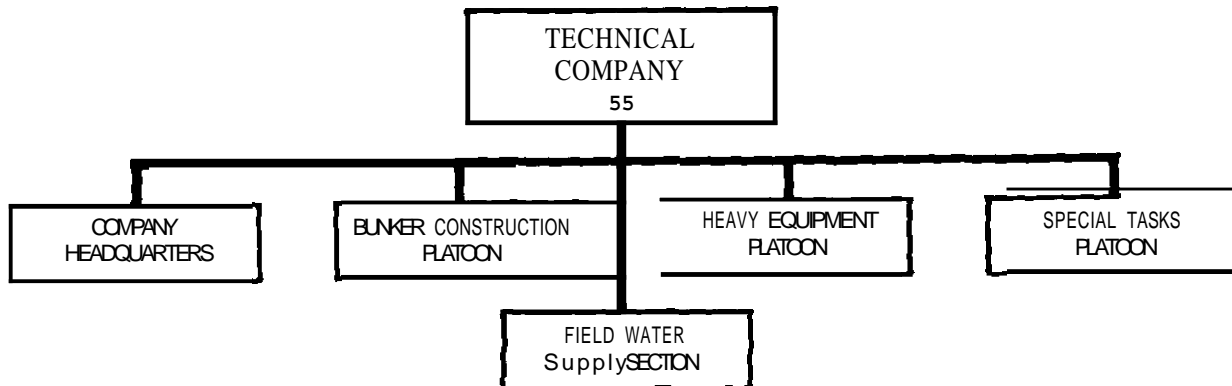 TECHNICAL
COMPANY
55
COMPANY
HEADQUARTERS
BUNKER CONSTRUCTION
PLATOON
HEAVY EQUIPMENT
PLATOON
SPECIAL TASKS
PLATOON
FIELD WATER
SupplySECTION